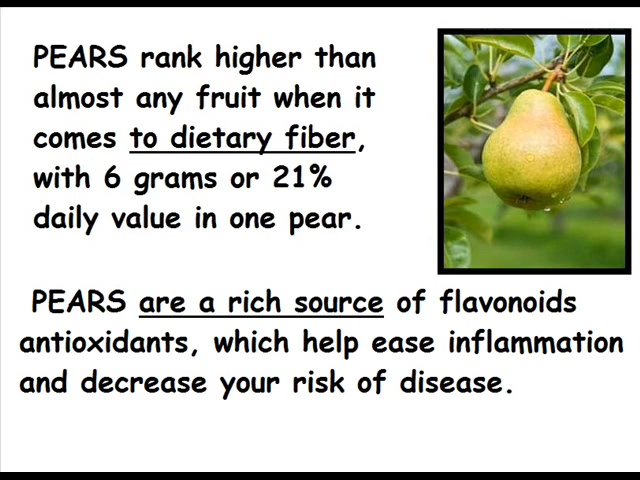 PEARS rank higher than
almost any fruit when it
comes to dietary fiber,
with 6 grams or 21%
daily value in one pear.
PEARS are a rich source of flavonoids
antioxidants, which help ease inflammation
and decrease your risk of disease.